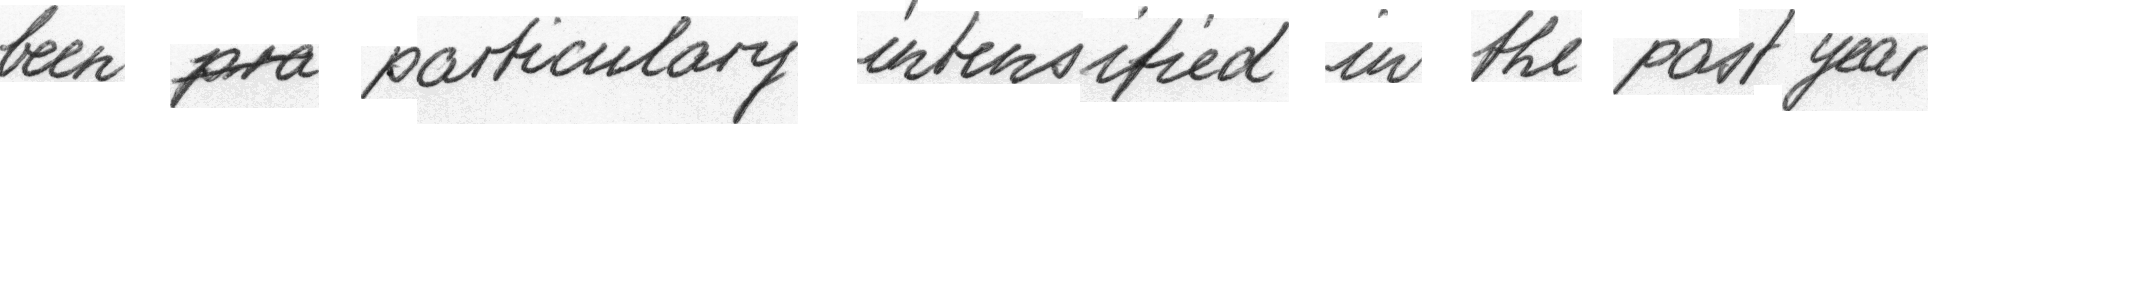 been pra particulary intensified in the past year